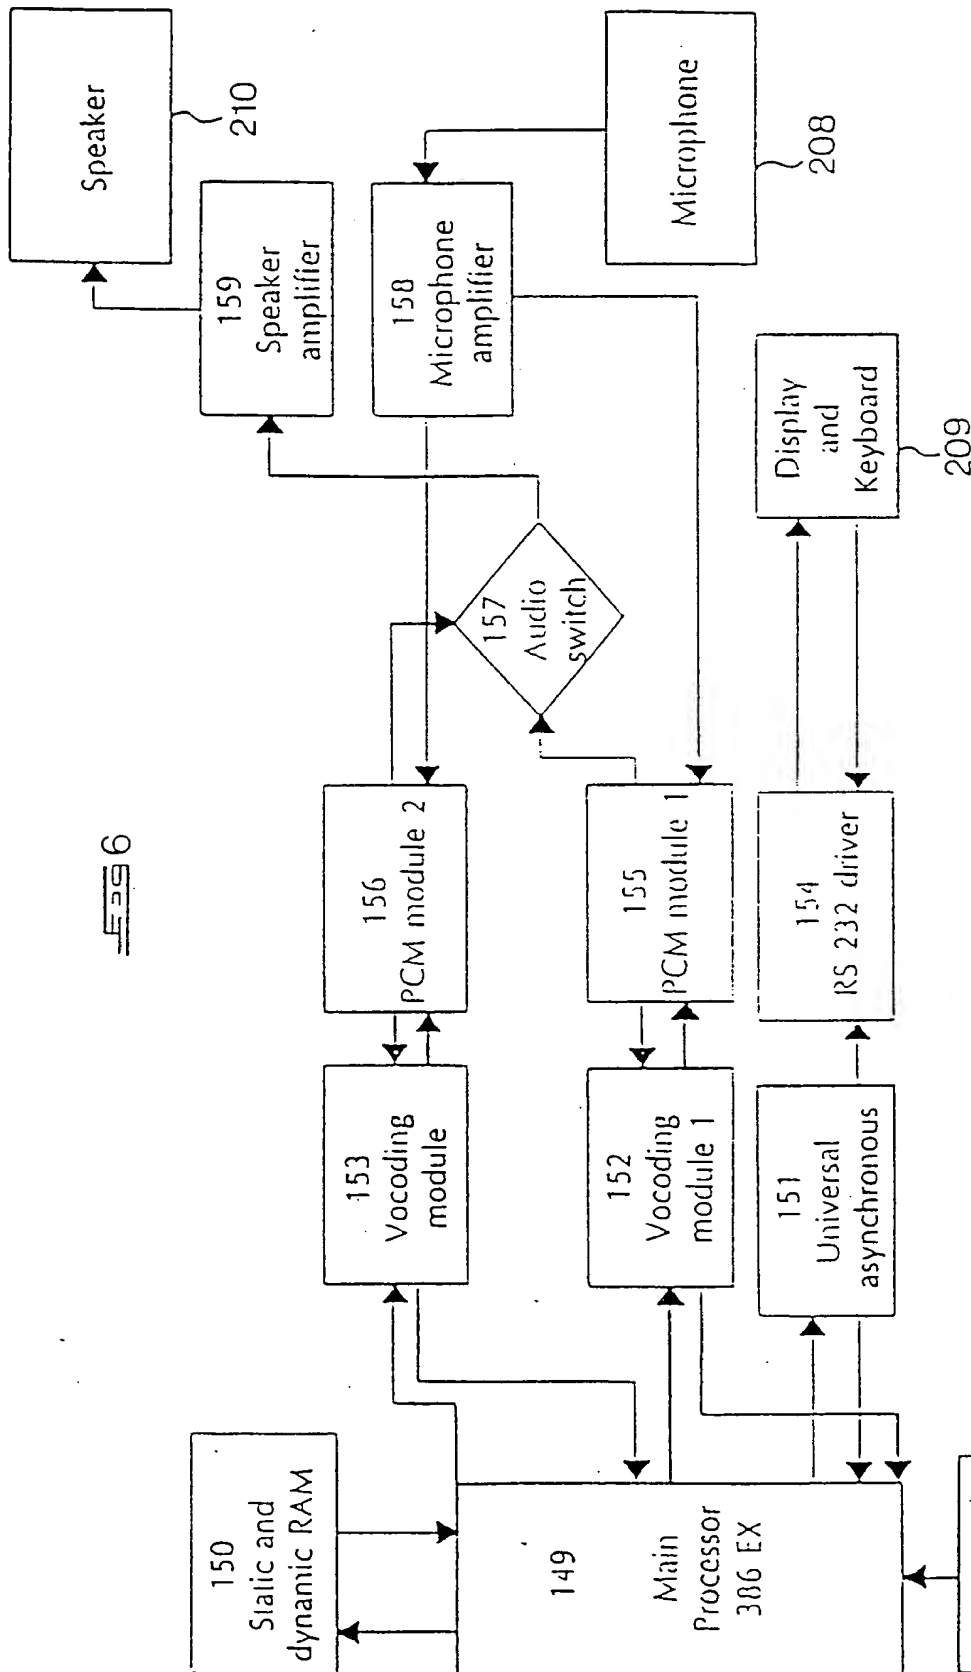 Fig 6
150
Static and
dynamic RAM
149
Main
Processor
386 EX
153
Vocoding
module
152
Vocoding
module 1
151
Universal
asynchronous
156
PCM module 2
155
PCM module 1
154
RS 232 driver
157
Audio
switch
159
Speaker
amplifier
158
Microphone
amplifier
Display
and
Keyboard
209
Speaker
210
Microphone
208